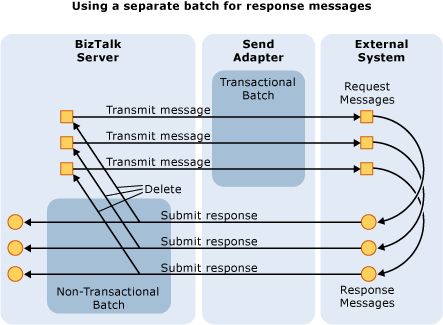 Using a separate batch for response messages
BizTalk
Server
Send
Adapter
External
System
Transactional
Batch
Request
Messages
Transmit message
Transmit message
Transmit message
Delete
Submit response
Submit response
Submit response
Non-Transactional
Batch
Response
Messages